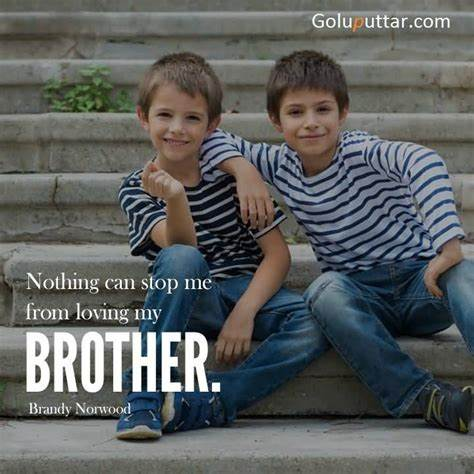 Goluputtar.com
Nothing can stop me
from loving my
BROTHER.
Brandy Norwood